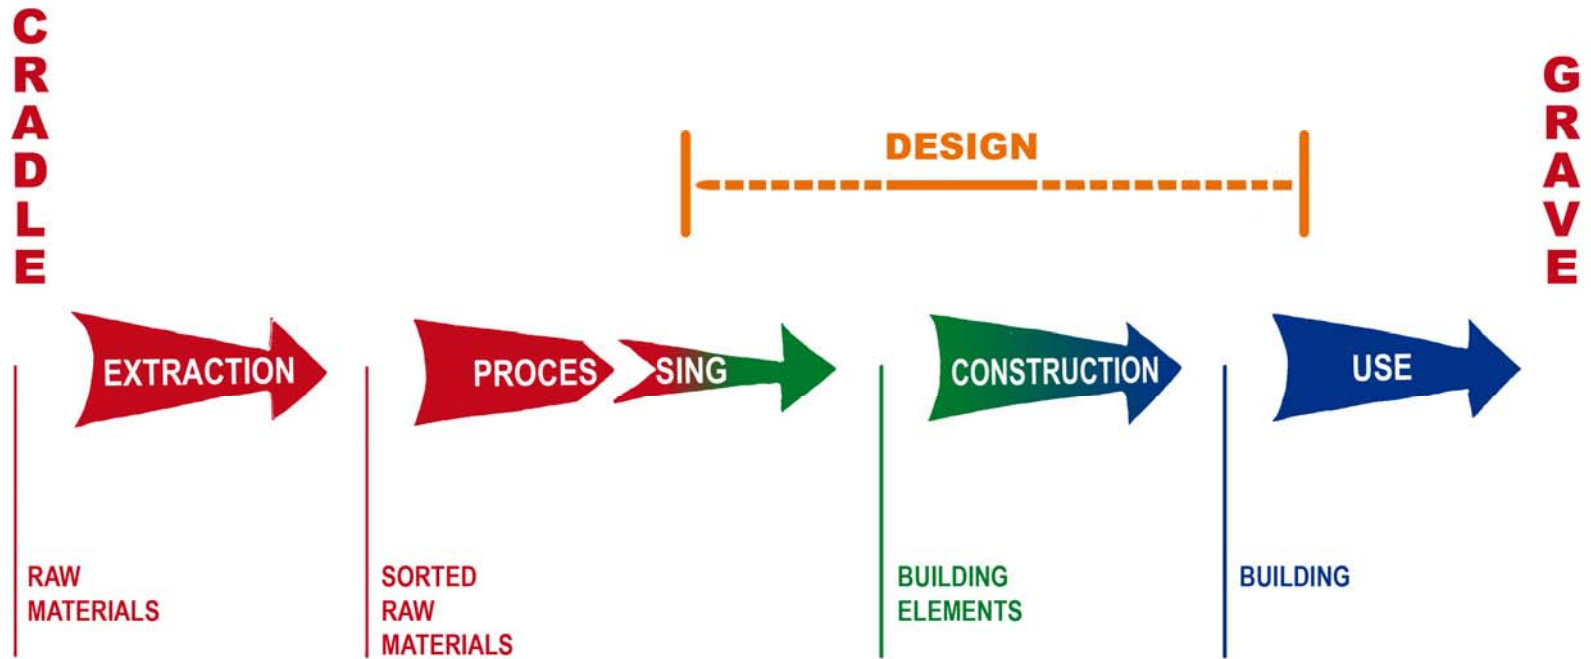 CRADLE
GRAVE
DESIGN
EXTRACTION
PROCES
SING
CONSTRUCTION
USE
RAW
MATERIALS
SORTED
RAW
MATERIALS
BUILDING
ELEMENTS
BUILDING